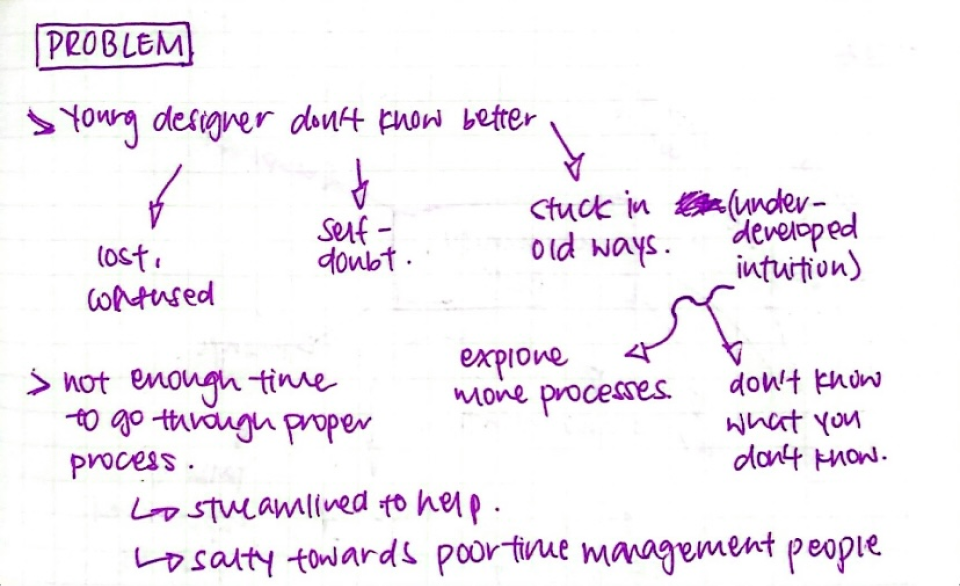 PROBLEM
> Young designer don't know better
lost,
confused
self-
doubt.
stuck in
old ways.
(under-
developed
intuition)
explore
more processes.
don't know
what you
don't know.
> not enough time
to go through proper
process.
↳ streamlined to help.
↳ salty towards poor time management people